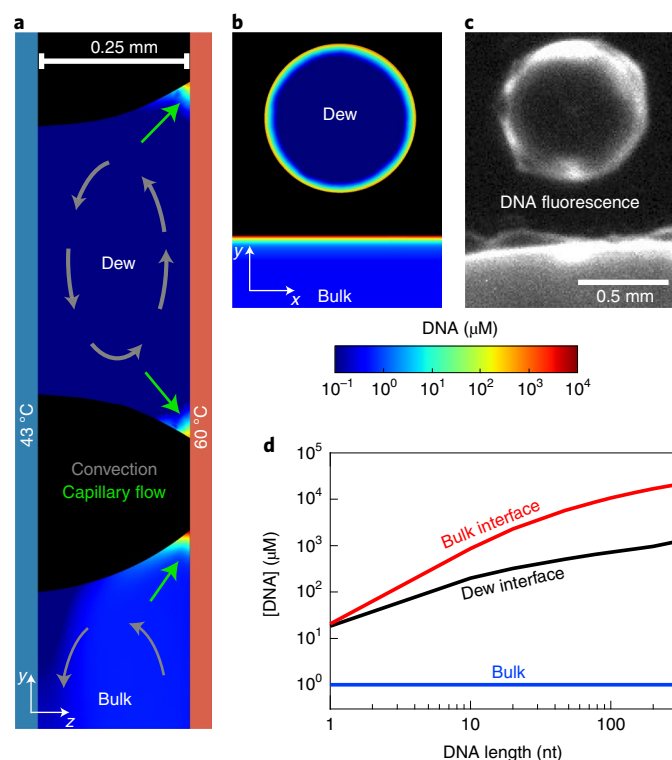 a
0.25 mm
Dew
43 °C
60 °C
Convection
Capillary flow
y
z
Bulk
b
Dew
y
x
Bulk
c
DNA fluorescence
0.5 mm
DNA (μM)
10⁻¹ 10⁰ 10¹ 10² 10³ 10⁴
d
[DNA] (μM)
10⁵
10⁴
10³
10²
10¹
10⁰
Bulk interface
Dew interface
Bulk
1 10 100
DNA length (nt)